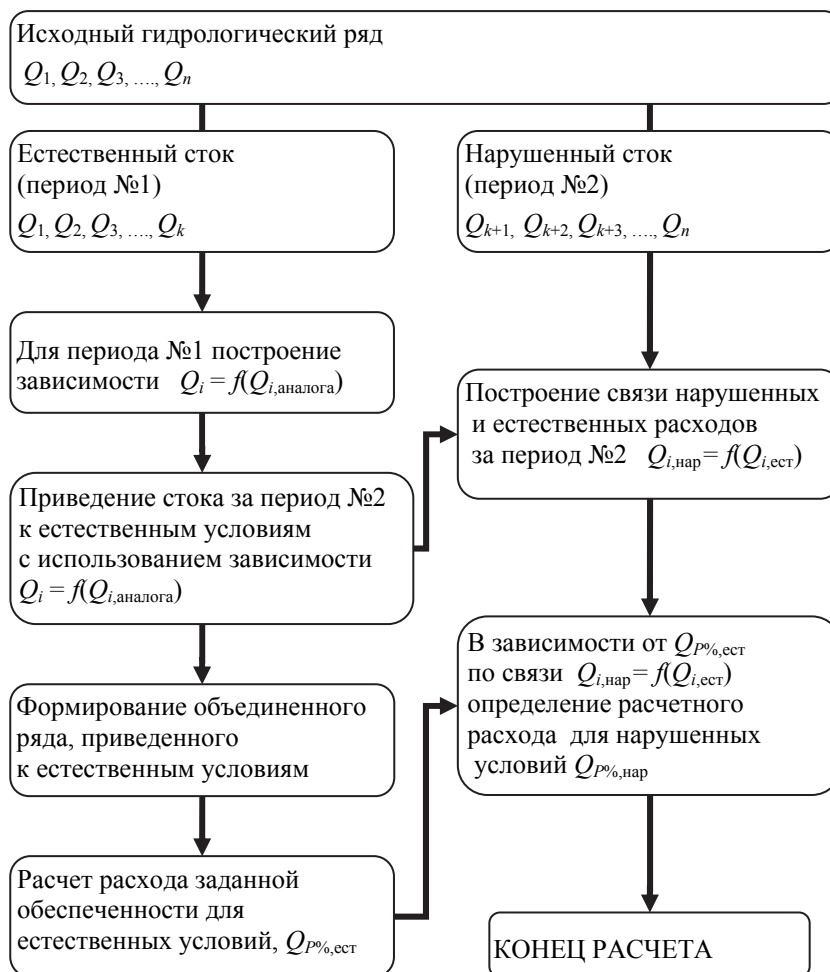 Исходный гидрологический ряд
Q1, Q2, Q3, ...., Qn
Естественный сток
(период №1)
Q1, Q2, Q3, ...., Qk
Нарушенный сток
(период №2)
Qk+1, Qk+2, Qk+3, ...., Qn
Для периода №1 построение
зависимости Qi = f(Qi,аналога)
Построение связи нарушенных
и естественных расходов
за период №2 Qi,нар= f(Qi,ест)
Приведение стока за период №2
к естественным условиям
с использованием зависимости
Qi = f(Qi,аналога)
В зависимости от QP%,ест
по связи Qi,нар= f(Qi,ест)
определение расчетного
расхода для нарушенных
условий QP%,нар
Формирование объединенного
ряда, приведенного
к естественным условиям
Расчет расхода заданной
обеспеченности для
естественных условий, QP%,ест
КОНЕЦ РАСЧЕТА